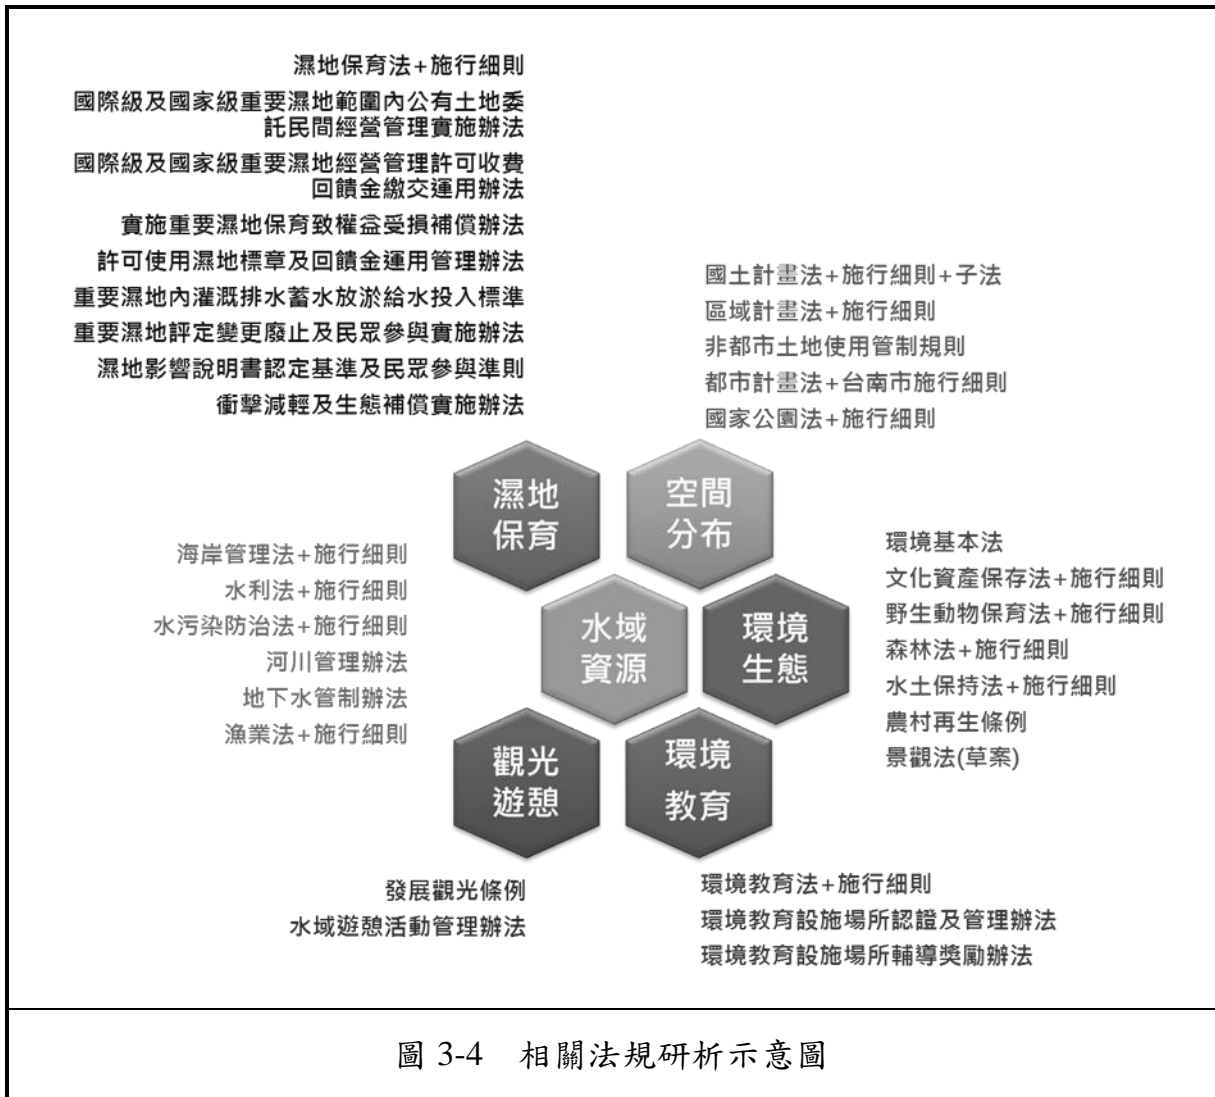 濕地保育法+施行細則
國際級及國家級重要濕地範圍內公有土地委
託民間經營管理實施辦法
國際級及國家級重要濕地經營管理許可收費
回饋金繳交運用辦法
實施重要濕地保育致權益受損補償辦法
許可使用濕地標章及回饋金運用管理辦法
重要濕地內灌溉排水蓄水放淤給水投入標準
重要濕地評定變更廢止及民眾參與實施辦法
濕地影響說明書認定基準及民眾參與準則
衝擊減輕及生態補償實施辦法
國土計畫法+施行細則+子法
區域計畫法+施行細則
非都市土地使用管制規則
都市計畫法+台南市施行細則
國家公園法+施行細則
濕地
保育
空間
分布
海岸管理法+施行細則
水利法+施行細則
水污染防治法+施行細則
河川管理辦法
地下水管制辦法
漁業法+施行細則
水域
資源
環境
生態
環境基本法
文化資產保存法+施行細則
野生動物保育法+施行細則
森林法+施行細則
水土保持法+施行細則
農村再生條例
景觀法(草案)
觀光
遊憩
環境
教育
發展觀光條例
水域遊憩活動管理辦法
環境教育法+施行細則
環境教育設施場所認證及管理辦法
環境教育設施場所輔導獎勵辦法
圖 3-4 相關法規研析示意圖